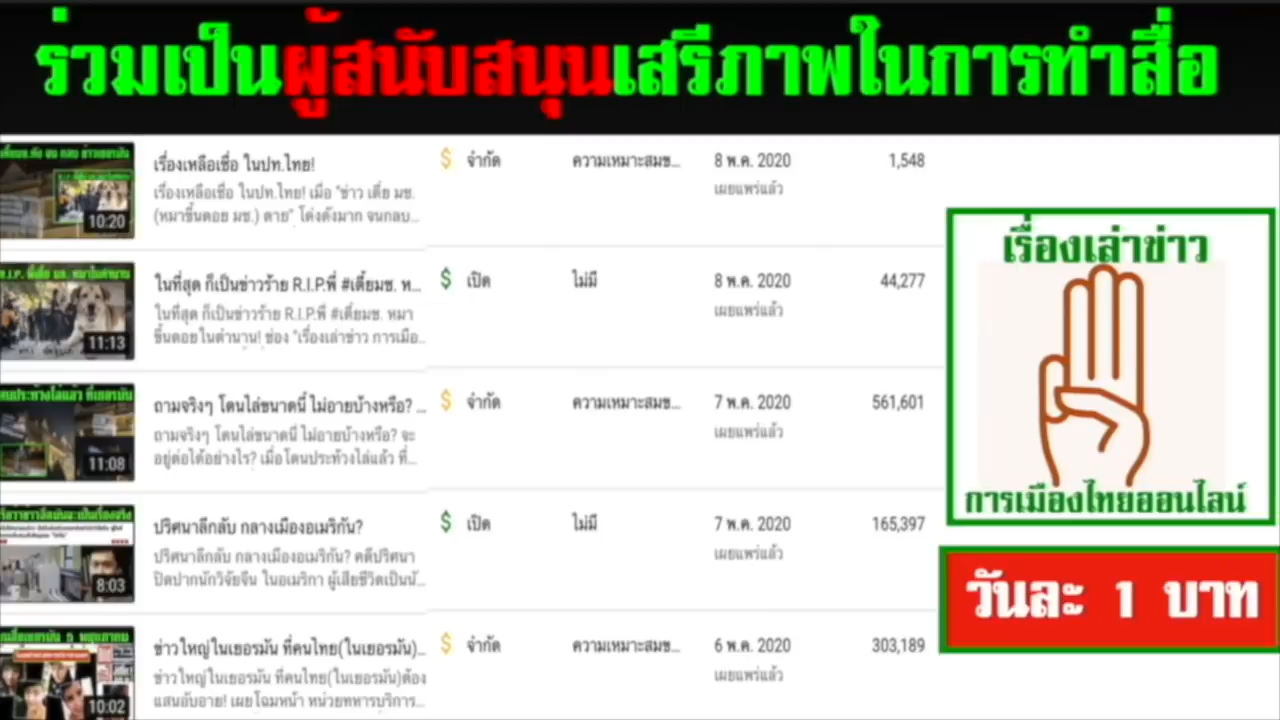 ร่วมเป็นผู้สนับสนุนเสรีภาพในการทำสื่อ
10:20
เรื่องเหลือเชื่อ ในปท.ไทย!
เรื่องเหลือเชื่อ ในปท.ไทย! เมื่อ "ข่าว เตี้ย มช.
(หมาขึ้นดอย มช.) ตาย" โด่งดังมาก จนกลบ...
จำกัด
ความเหมาะสมข...
8 พ.ค. 2020
เผยแพร่แล้ว
1,548
11:13
ในที่สุด ก็เป็นข่าวร้าย R.I.P.พี่ #เตี้ยมช. ห...
ในที่สุด ก็เป็นข่าวร้าย R.I.P.พี่ #เตี้ยมช. หมา
ขึ้นดอยในตำนาน! ช่อง "เรื่องเล่าข่าว การเมือ...
เปิด
ไม่มี
8 พ.ค. 2020
เผยแพร่แล้ว
44,277
11:08
ถามจริงๆ โดนไล่ขนาดนี้ ไม่อายบ้างหรือ? ...
ถามจริงๆ โดนไล่ขนาดนี้ ไม่อายบ้างหรือ? จะ
อยู่ต่อได้อย่างไร? เมื่อโดนประท้วงไล่แล้ว ที่...
จำกัด
ความเหมาะสมข...
7 พ.ค. 2020
เผยแพร่แล้ว
561,601
8:03
ปริศนาลึกลับ กลางเมืองอเมริกัน?
ปริศนาลึกลับ กลางเมืองอเมริกัน? คดีปริศนา
ปิดปากนักวิจัยจีน ในอเมริกา ผู้เสียชีวิตเป็นนั...
เปิด
ไม่มี
7 พ.ค. 2020
เผยแพร่แล้ว
165,397
10:02
ข่าวใหญ่ในเยอรมัน ที่คนไทย(ในเยอรมัน)...
ข่าวใหญ่ในเยอรมัน ที่คนไทย(ในเยอรมัน)ต้อง
แสนอับอาย! เผยโฉมหน้า หน่วยทหารบริการ...
จำกัด
ความเหมาะสมข...
6 พ.ค. 2020
เผยแพร่แล้ว
303,189
เรื่องเล่าข่าว
การเมืองไทยออนไลน์
วันละ 1 บาท